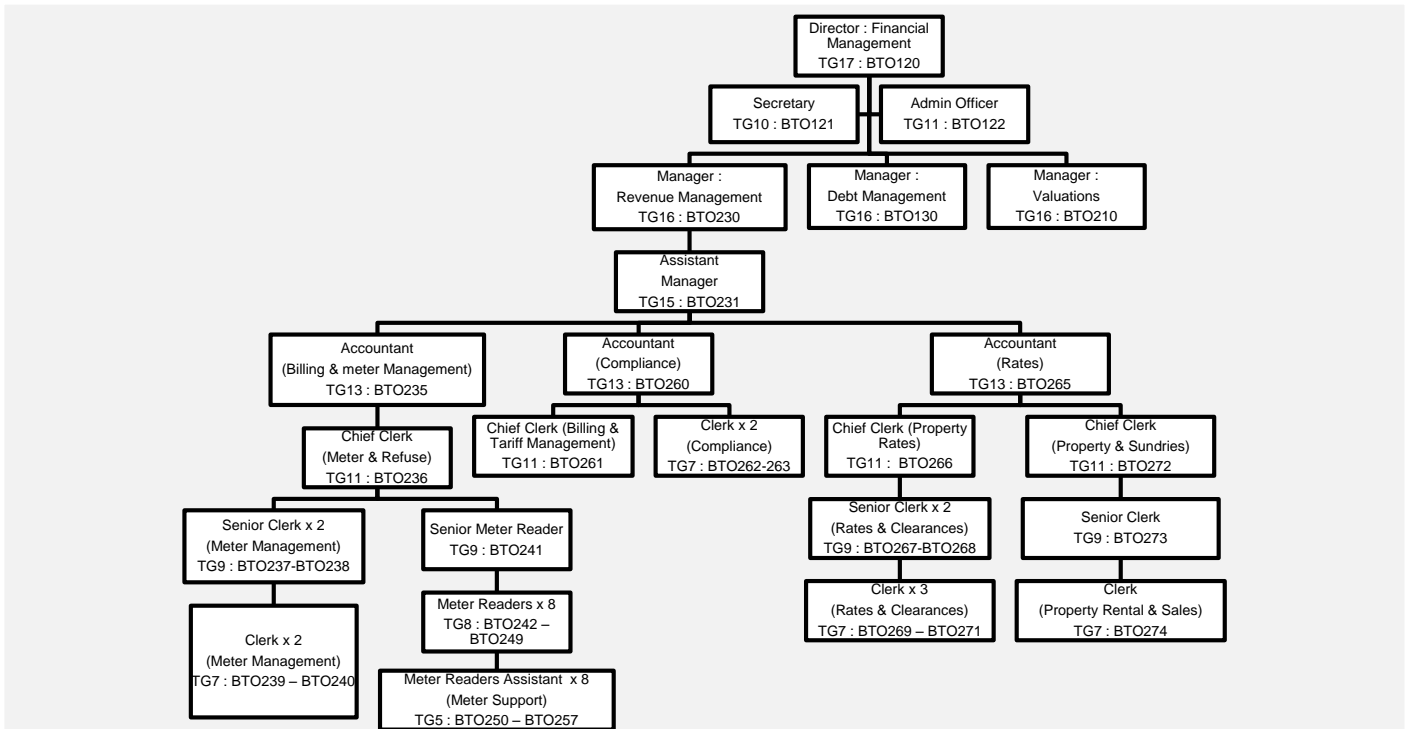 Director : Financial
Management
TG17 : BTO120
Secretary
TG10 : BTO121
Admin Officer
TG11 : BTO122
Manager :
Revenue Management
TG16 : BTO230
Manager :
Debt Management
TG16 : BTO130
Manager :
Valuations
TG16 : BTO210
Assistant
Manager
TG15 : BTO231
Accountant
(Billing & meter Management)
TG13 : BTO235
Accountant
(Compliance)
TG13 : BTO260
Accountant
(Rates)
TG13 : BTO265
Chief Clerk
(Meter & Refuse)
TG11 : BTO236
Chief Clerk (Billing &
Tariff Management)
TG11 : BTO261
Clerk x 2
(Compliance)
TG7 : BTO262-263
Chief Clerk (Property
Rates)
TG11 :  BTO266
Chief Clerk
(Property & Sundries)
TG11 : BTO272
Senior Clerk x 2
(Meter Management)
TG9 : BTO237-BTO238
Senior Meter Reader
TG9 : BTO241
Senior Clerk x 2
(Rates & Clearances)
TG9 : BTO267-BTO268
Senior Clerk
TG9 : BTO273
Clerk x 2
(Meter Management)
TG7 : BTO239 – BTO240
Meter Readers x 8
TG8 : BTO242 –
BTO249
Clerk x 3
(Rates & Clearances)
TG7 : BTO269 – BTO271
Clerk
(Property Rental & Sales)
TG7 : BTO274
Meter Readers Assistant  x 8
(Meter Support)
TG5 : BTO250 – BTO257